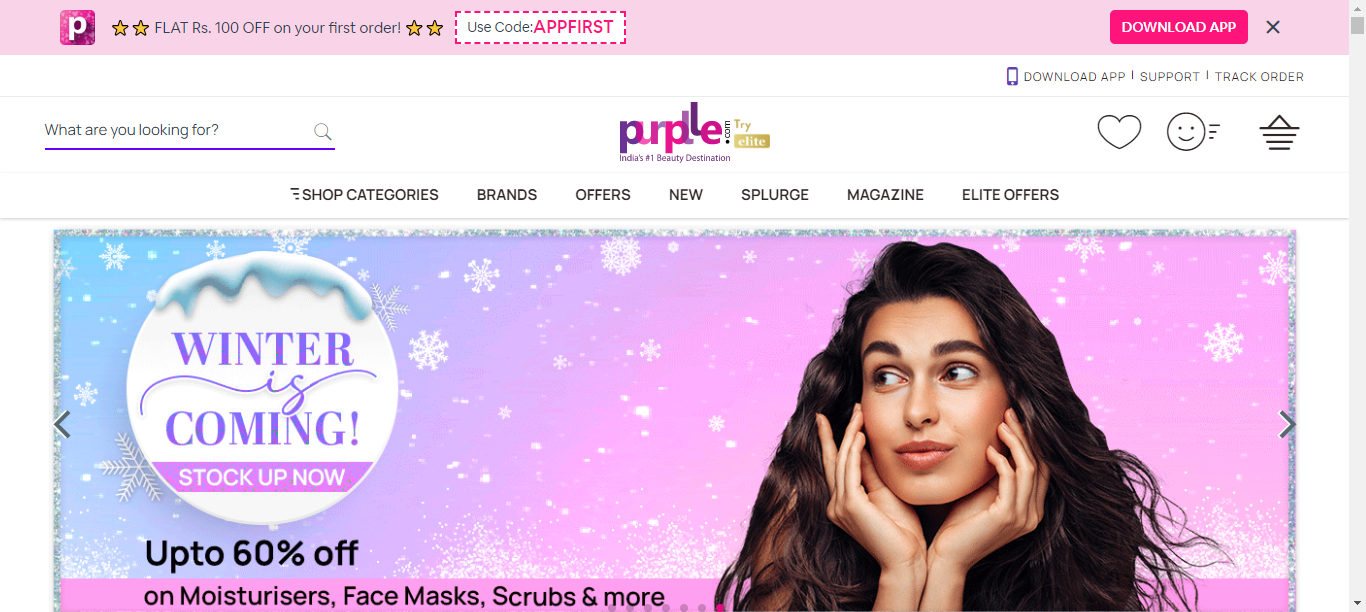 FLAT Rs. 100 OFF on your first order!
Use Code:APPFIRST
DOWNLOAD APP
DOWNLOAD APP | SUPPORT | TRACK ORDER
What are you looking for?
purplle.com
Try
elite
India's #1 Beauty Destination
SHOP CATEGORIES BRANDS OFFERS NEW SPLURGE MAGAZINE ELITE OFFERS
WINTER
is
COMING!
STOCK UP NOW
Upto 60% off
on Moisturisers, Face Masks, Scrubs & more